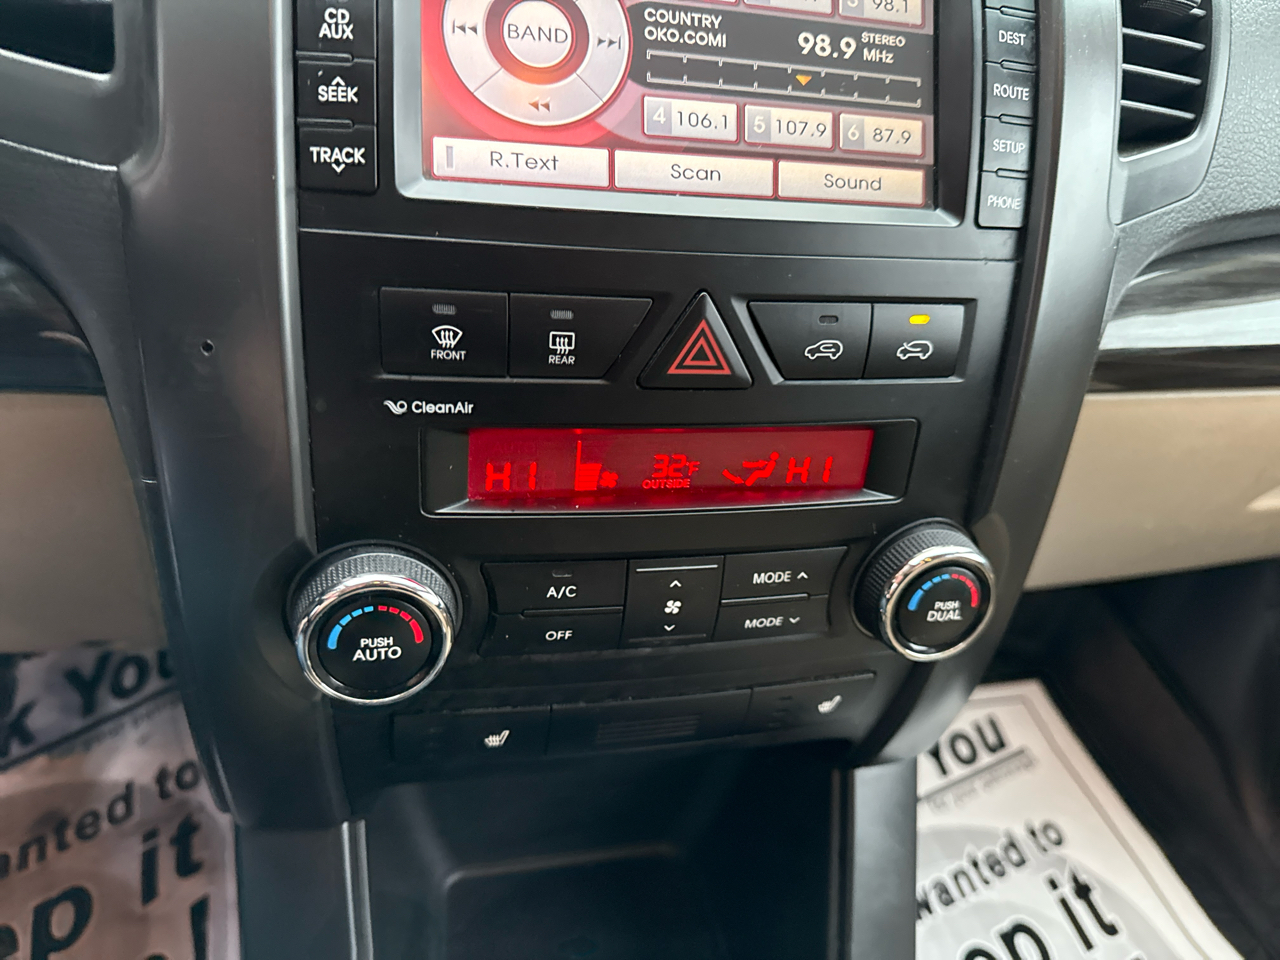 CD
AUX
SEEK
TRACK
BAND
COUNTRY
OKO.COMI
98.9 STEREO
MHz
3 98.1
4 106.1
5 107.9
6 87.9
R.Text
Scan
Sound
DEST
ROUTE
SETUP
PHONE
FRONT
REAR
CleanAir
HI
32°F
OUTSIDE
HI
PUSH
AUTO
A/C
OFF
MODE
MODE
PUSH
DUAL
You
anted to
ep it
You
wanted to
ep it